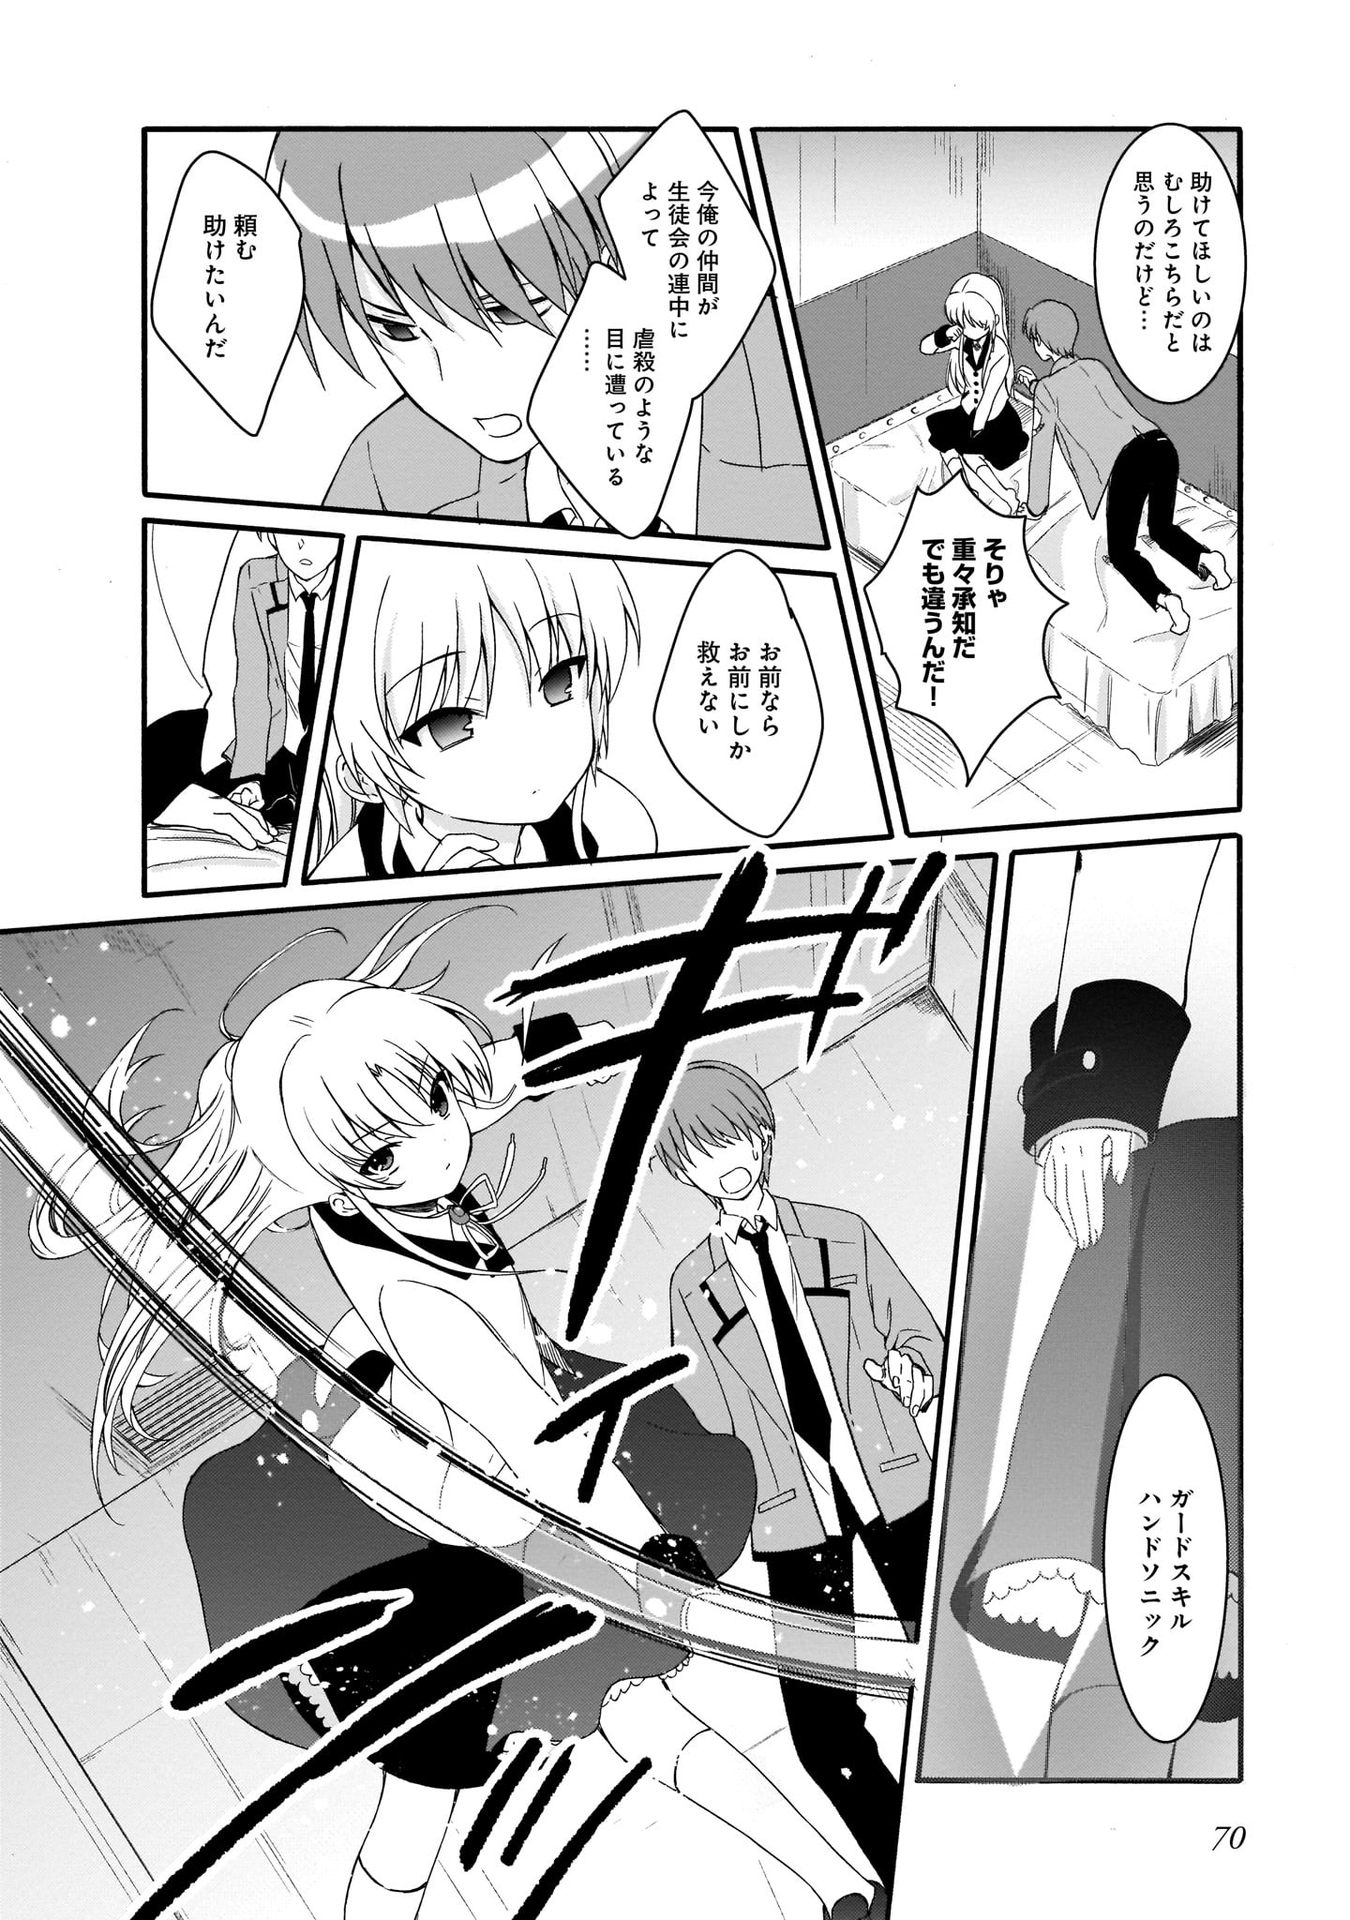 助けてほしいのは
むしろこちらだと
思うのだけど…
そりゃ
重々承知だ
でも違うんだ！
今俺の仲間が
生徒会の連中に
よって
虐殺のような
目に遭っている
……
頼む
助けたいんだ
お前なら
お前にしか
救えない
ガードスキル
ハンドソニック
ギィン
70